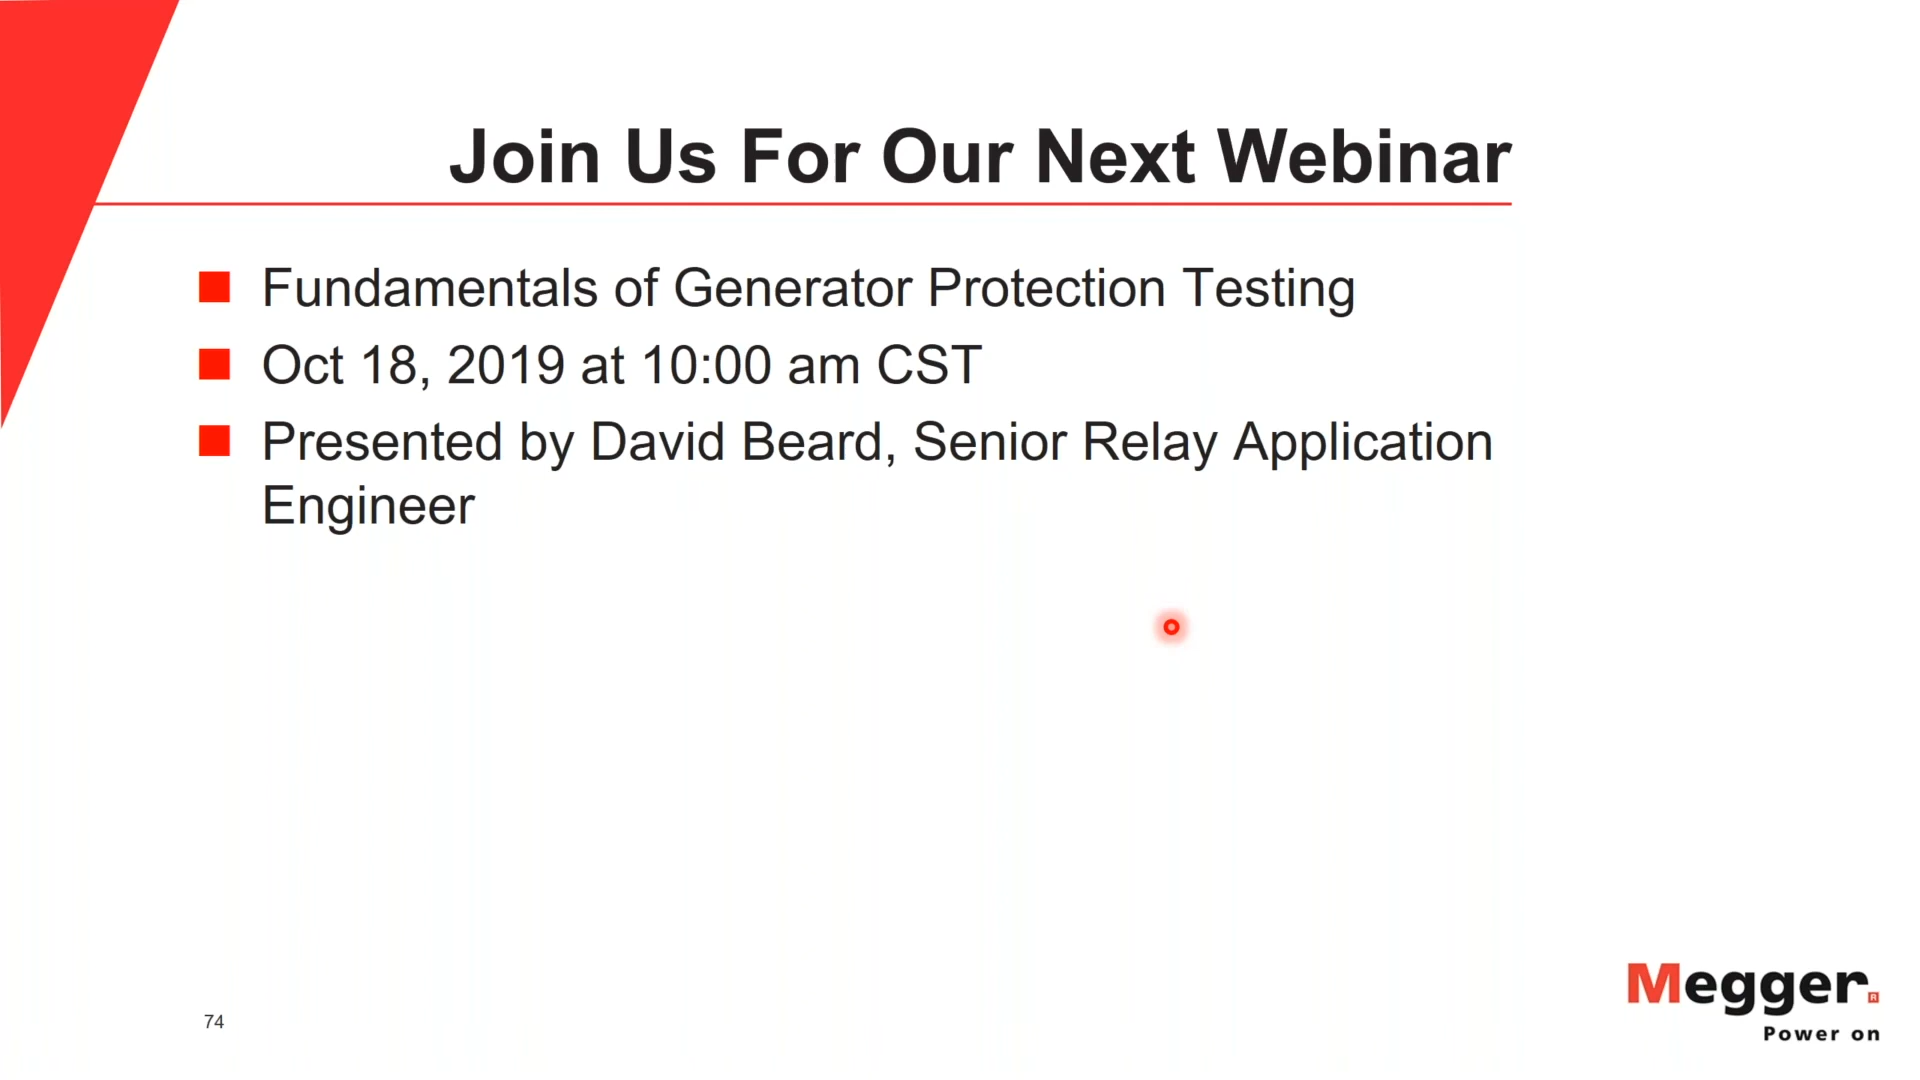 Join Us For Our Next Webinar
Fundamentals of Generator Protection Testing
Oct 18, 2019 at 10:00 am CST
Presented by David Beard, Senior Relay Application
Engineer
74
Megger.®
Power on